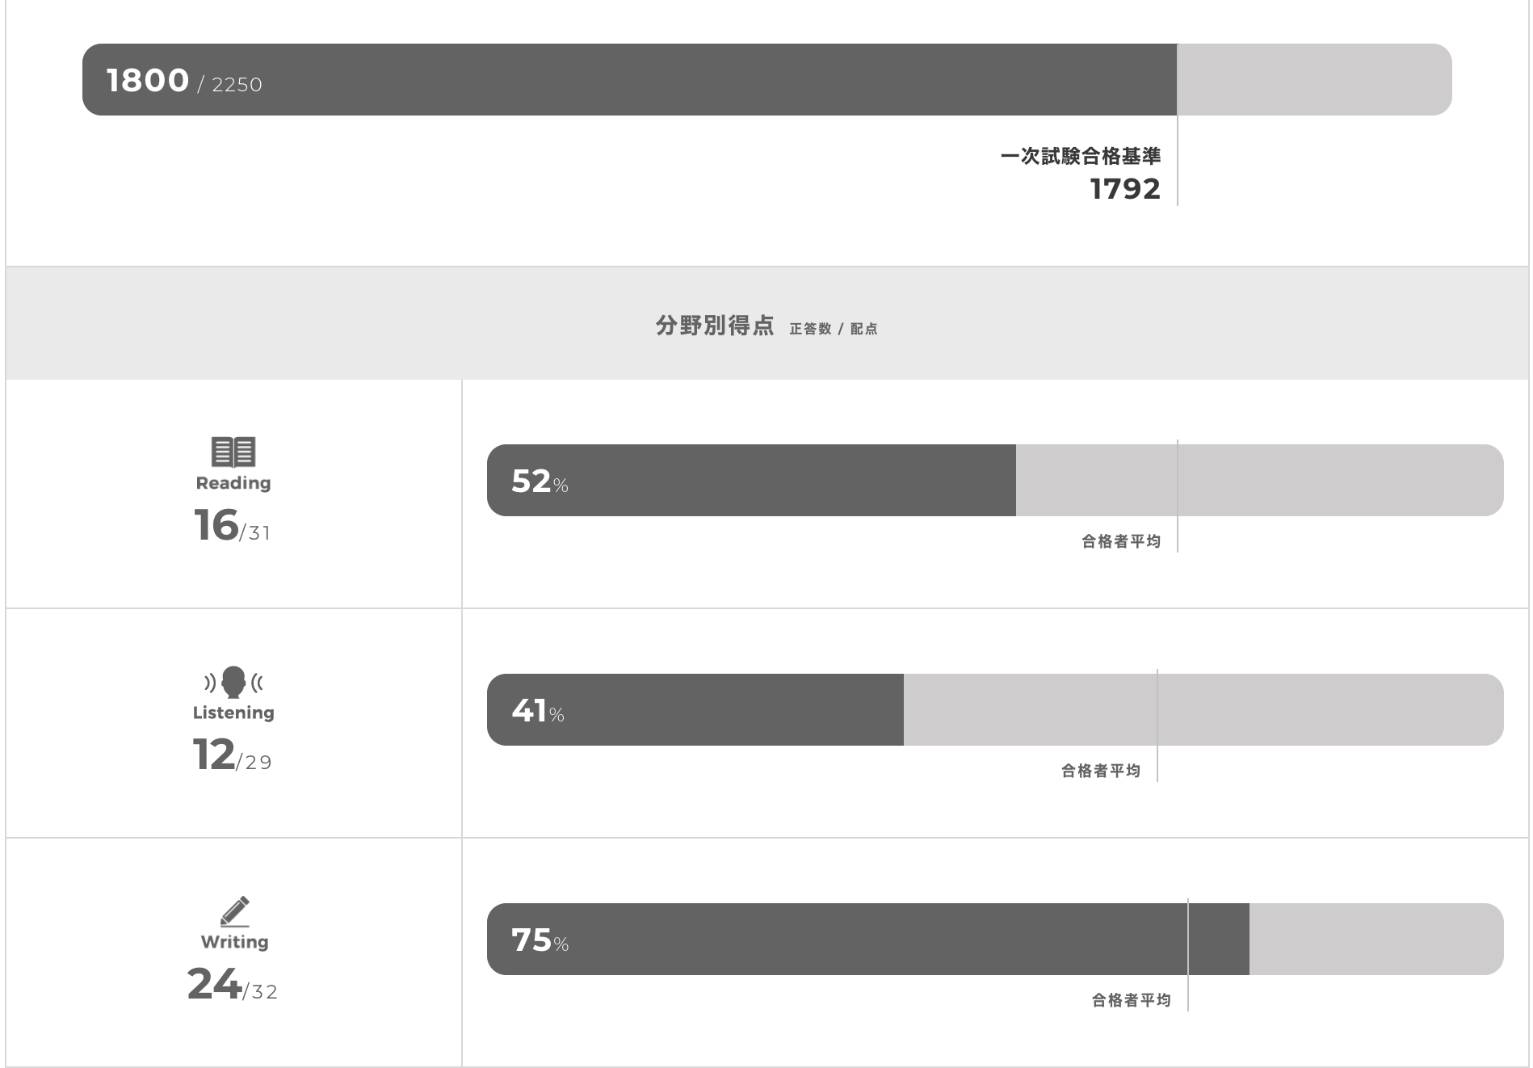 1800 / 2250
一次試験合格基準
1792
分野別得点 正答数 / 配点
Reading
16/31
52%
合格者平均
Listening
12/29
41%
合格者平均
Writing
24/32
75%
合格者平均